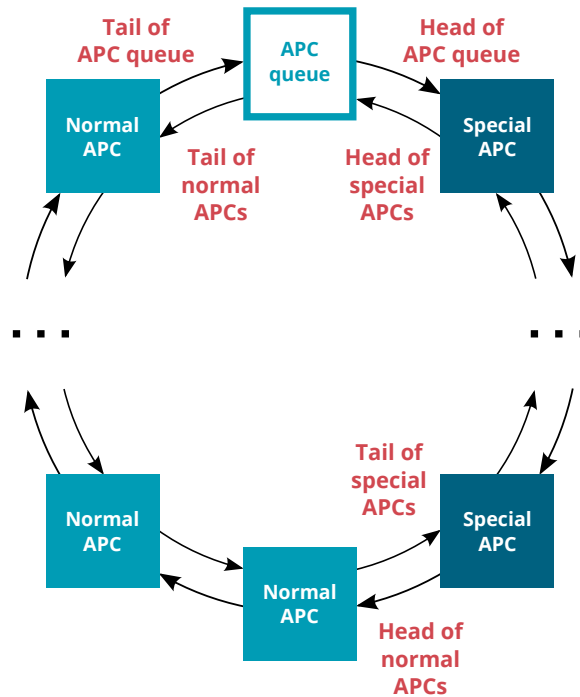 Tail of
APC queue
APC
queue
Head of
APC queue
Normal
APC
Special
APC
Tail of
normal
APCs
Head of
special
APCs
. . .
. . .
Tail of
special
APCs
Normal
APC
Special
APC
Normal
APC
Head of
normal
APCs